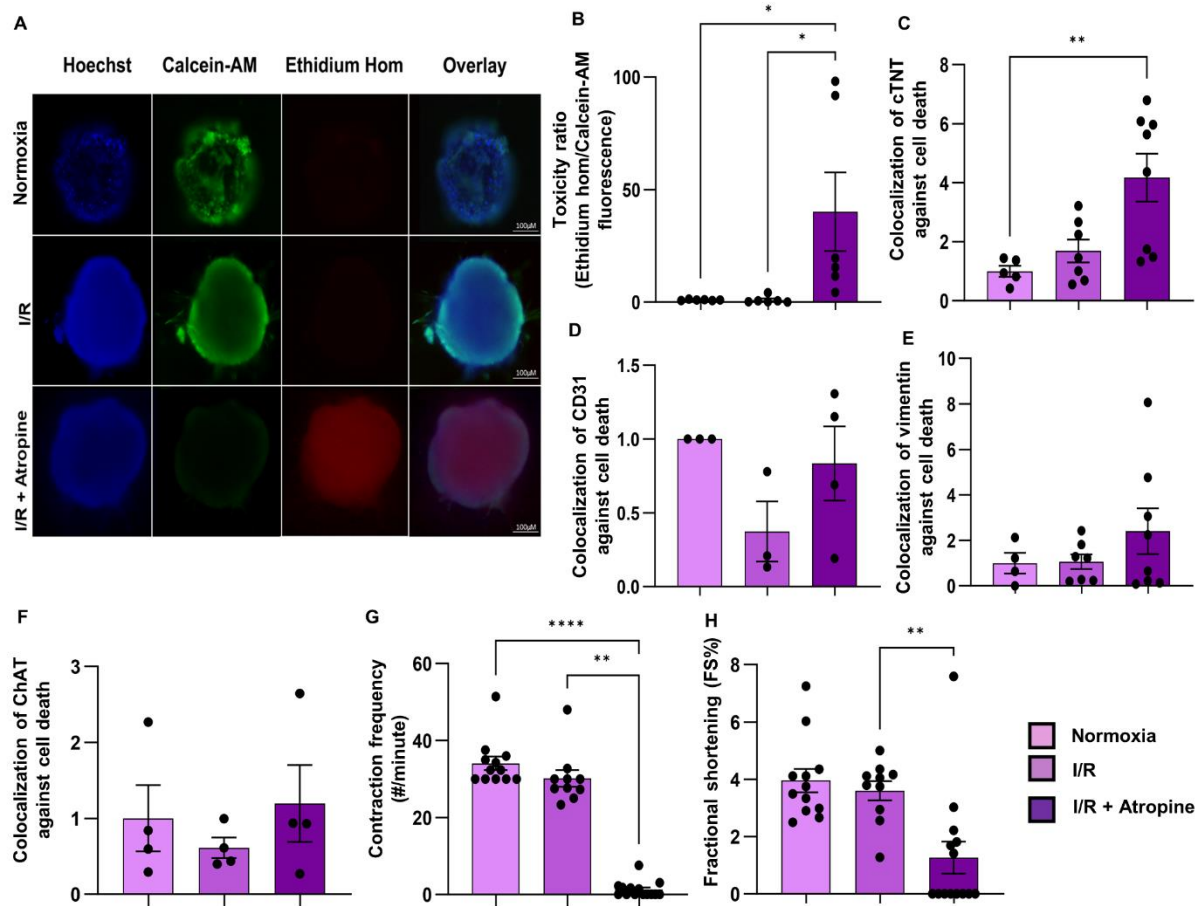 A
Hoechst Calcein-AM Ethidium Hom Overlay
Normoxia
100µM
I/R
100µM
I/R + Atropine
100µM
B
Toxicity ratio
(Ethidium hom/Calcein-AM
fluorescence)
100
50
0
*
*
C
Colocalization of cTNT
against cell death
8
6
4
2
0
**
D
Colocalization of CD31
against cell death
1.5
1.0
0.5
0.0
E
Colocalization of vimentin
against cell death
10
8
6
4
2
0
F
Colocalization of ChAT
against cell death
3
2
1
0
G
Contraction frequency
(#/minute)
60
40
20
0
****
**
H
Fractional shortening (FS%)
8
6
4
2
0
**
Normoxia
I/R
I/R + Atropine